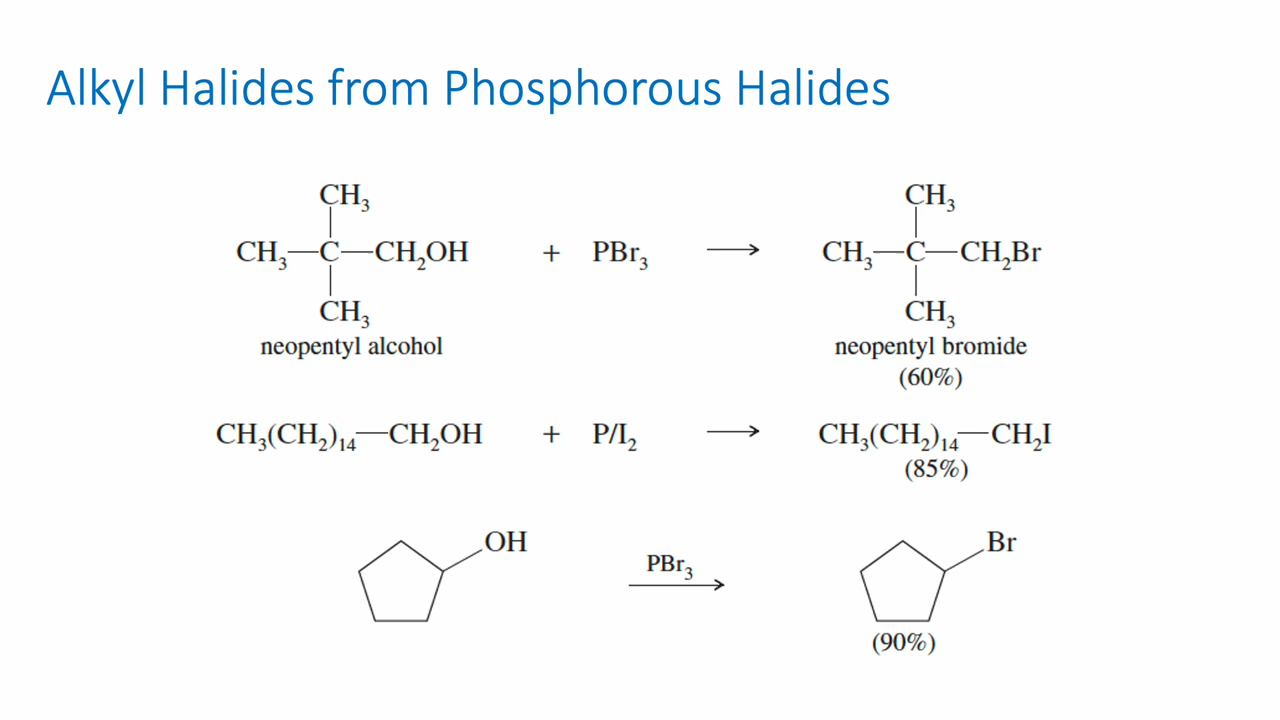 Alkyl Halides from Phosphorous Halides
CH₃ CH₃
CH₃—C—CH₂OH + PBr₃ ⟶ CH₃—C—CH₂Br
CH₃ CH₃
neopentyl alcohol neopentyl bromide
(60%)
CH₃(CH₂)₁₄—CH₂OH + P/I₂ ⟶ CH₃(CH₂)₁₄—CH₂I
(85%)
OH Br
PBr₃
(90%)